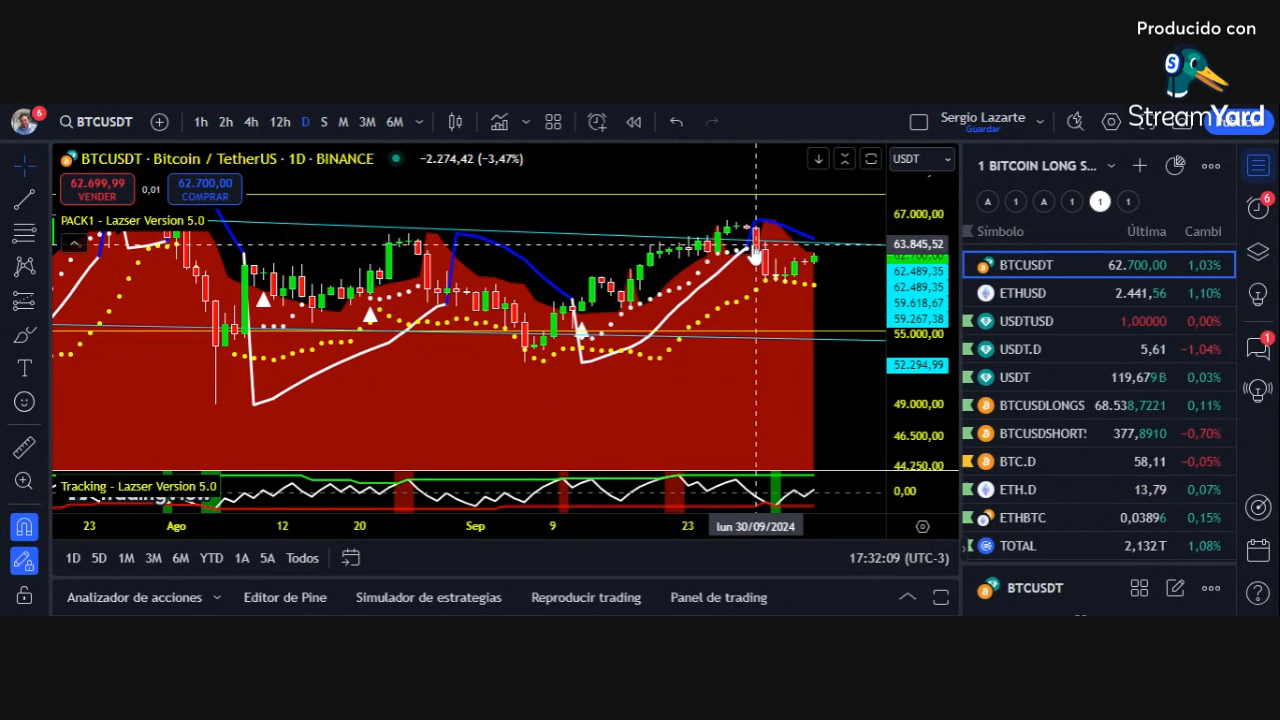 Producido con
StreamYard
6
BTCUSDT
1h 2h 4h 12h D S M 3M 6M
Sergio Lazarte
Guardar
BTCUSDT · Bitcoin / TetherUS · 1D · BINANCE
-2.274,42 (-3,47%)
USDT
62.699,99
VENDER
0,01
62.700,00
COMPRAR
PACK1 - Lazser Version 5.0
67.000,00
63.845,52
62.489,35
62.489,35
59.618,67
59.267,38
55.000,00
52.294,99
49.000,00
46.500,00
44.250,00
Tracking - Lazser Version 5.0
0,00
23 Ago 12 20 Sep 9 23 lun 30/09/2024
1D 5D 1M 3M 6M YTD 1A 5A Todos
17:32:09 (UTC-3)
Analizador de acciones Editor de Pine Simulador de estrategias Reproducir trading Panel de trading
1 BITCOIN LONG S...
A 1 A 1 1 1
Símbolo Última Cambi
BTCUSDT 62.700,00 1,03%
ETHUSD 2.441,56 1,10%
USDTUSD 1,00000 0,00%
USDT.D 5,61 -1,04%
USDT 119,679B 0,03%
BTCUSDLONGS 68.538,7221 0,11%
BTCUSDSHORT 377,8910 -0,70%
BTC.D 58,11 -0,05%
ETH.D 13,79 0,07%
ETHBTC 0,03896 0,15%
TOTAL 2,132T 1,08%
BTCUSDT
6
1